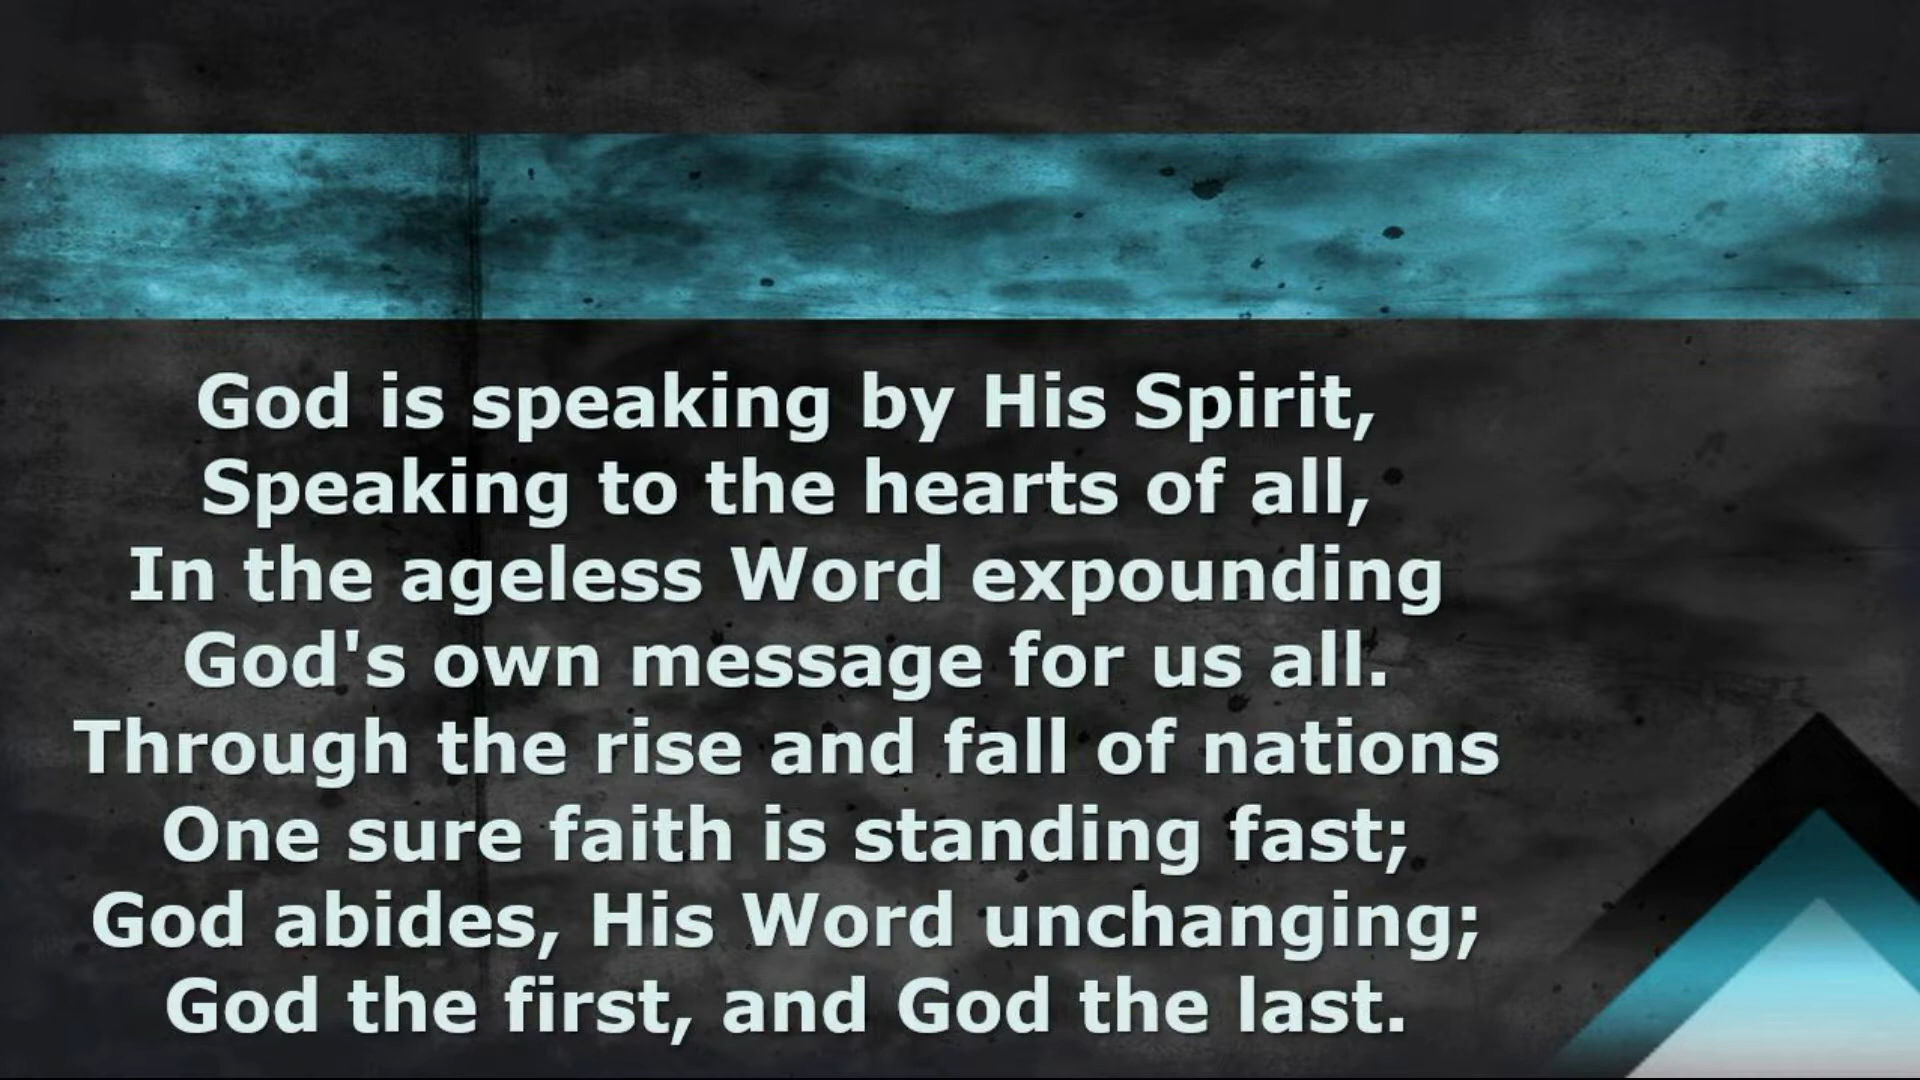 God is speaking by His Spirit,
Speaking to the hearts of all,
In the ageless Word expounding
God's own message for us all.
Through the rise and fall of nations
One sure faith is standing fast;
God abides, His Word unchanging;
God the first, and God the last.